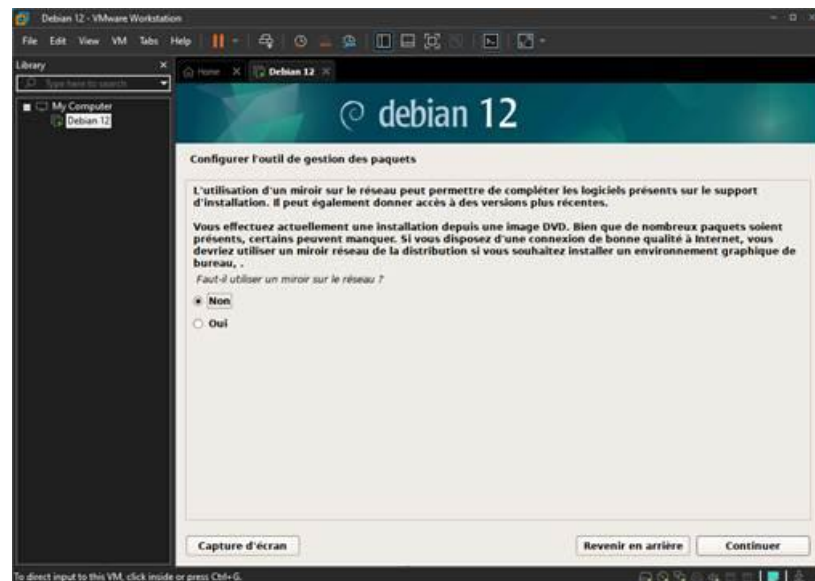 Debian 12 - VMware Workstation
File Edit View VM Tabs Help
Library
Type here to search
My Computer
Debian 12
Home
Debian 12
debian 12
Configurer l'outil de gestion des paquets
L'utilisation d'un miroir sur le réseau peut permettre de compléter les logiciels présents sur le support
d'installation. Il peut également donner accès à des versions plus récentes.
Vous effectuez actuellement une installation depuis une image DVD. Bien que de nombreux paquets soient
présents, certains peuvent manquer. Si vous disposez d'une connexion de bonne qualité à Internet, vous
devriez utiliser un miroir réseau de la distribution si vous souhaitez installer un environnement graphique de
bureau, .
Faut-il utiliser un miroir sur le réseau ?
Non
Oui
Capture d'écran
Revenir en arrière
Continuer
To direct input to this VM, click inside or press Ctrl+G.